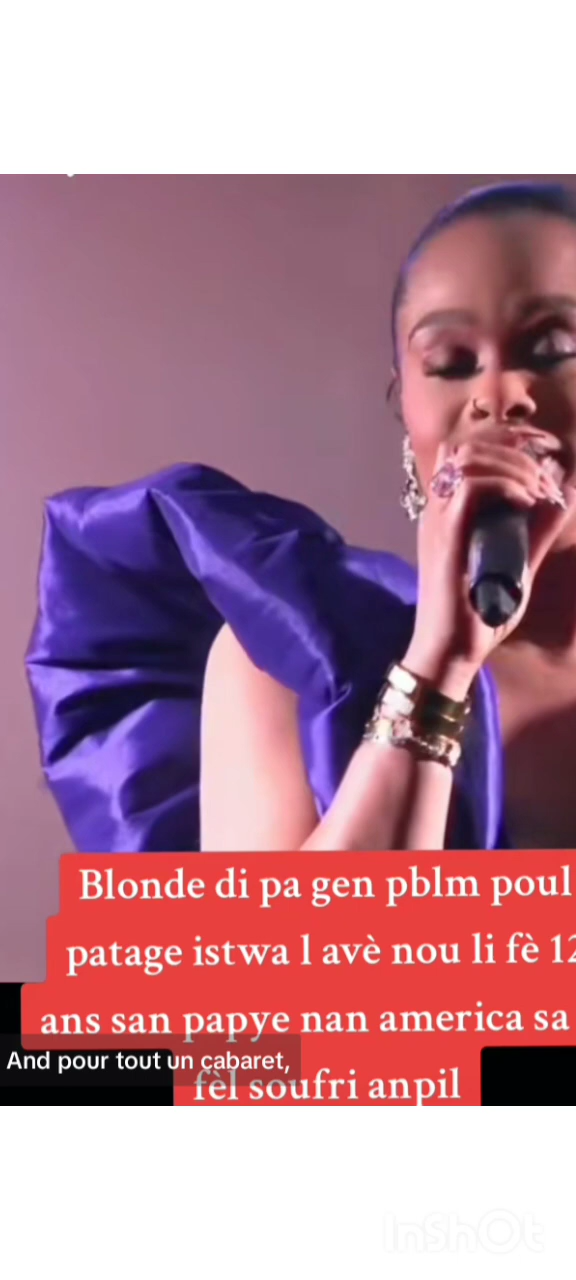 Blonde di pa gen pblm poul
patage istwa l avè nou li fè 12
ans san papye nan america sa
And pour tout un cabaret,
fèl soufri anpil
InShOt